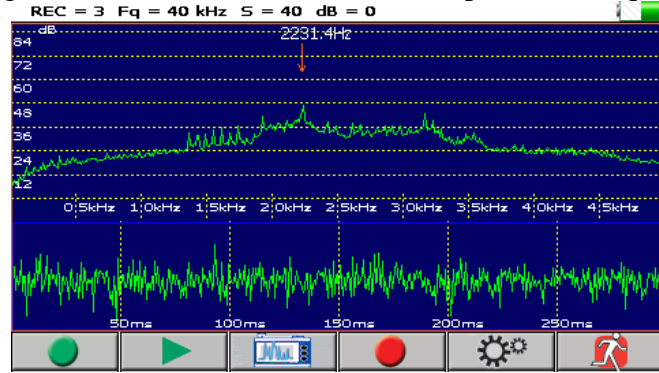 REC = 3 Fq = 40 kHz S = 40 dB = 0
dB
84
2231.4Hz
72
60
48
36
24
12
0,5kHz 1,0kHz 1,5kHz 2,0kHz 2,5kHz 3,0kHz 3,5kHz 4,0kHz 4,5kHz
50ms 100ms 150ms 200ms 250ms